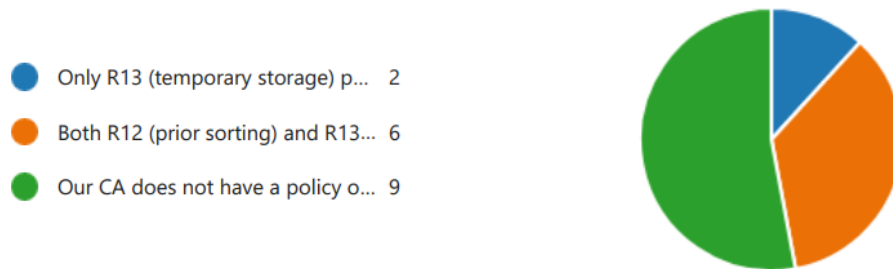 Only R13 (temporary storage) p... 2
Both R12 (prior sorting) and R13... 6
Our CA does not have a policy o... 9